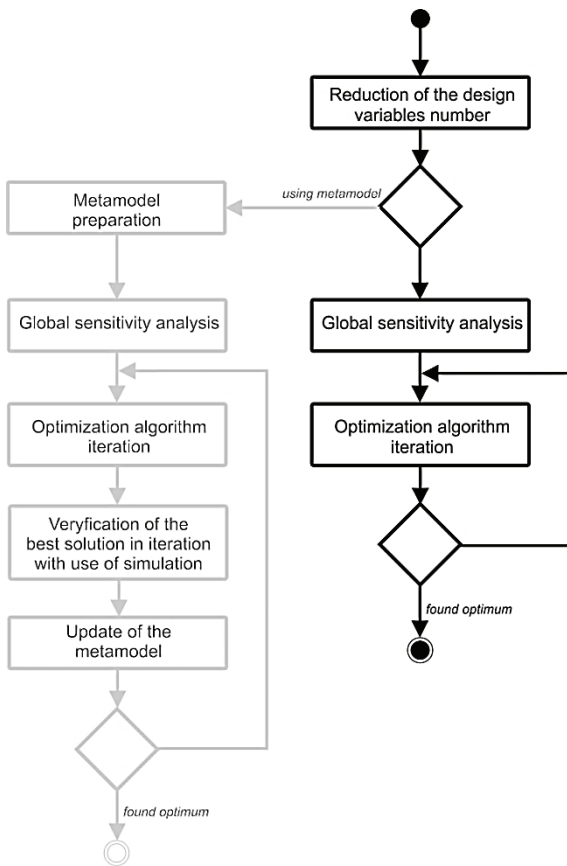 Reduction of the design
variables number
using metamodel
Metamodel
preparation
Global sensitivity analysis
Optimization algorithm
iteration
Veryfication of the
best solution in iteration
with use of simulation
Update of the
metamodel
found optimum
Global sensitivity analysis
Optimization algorithm
iteration
found optimum